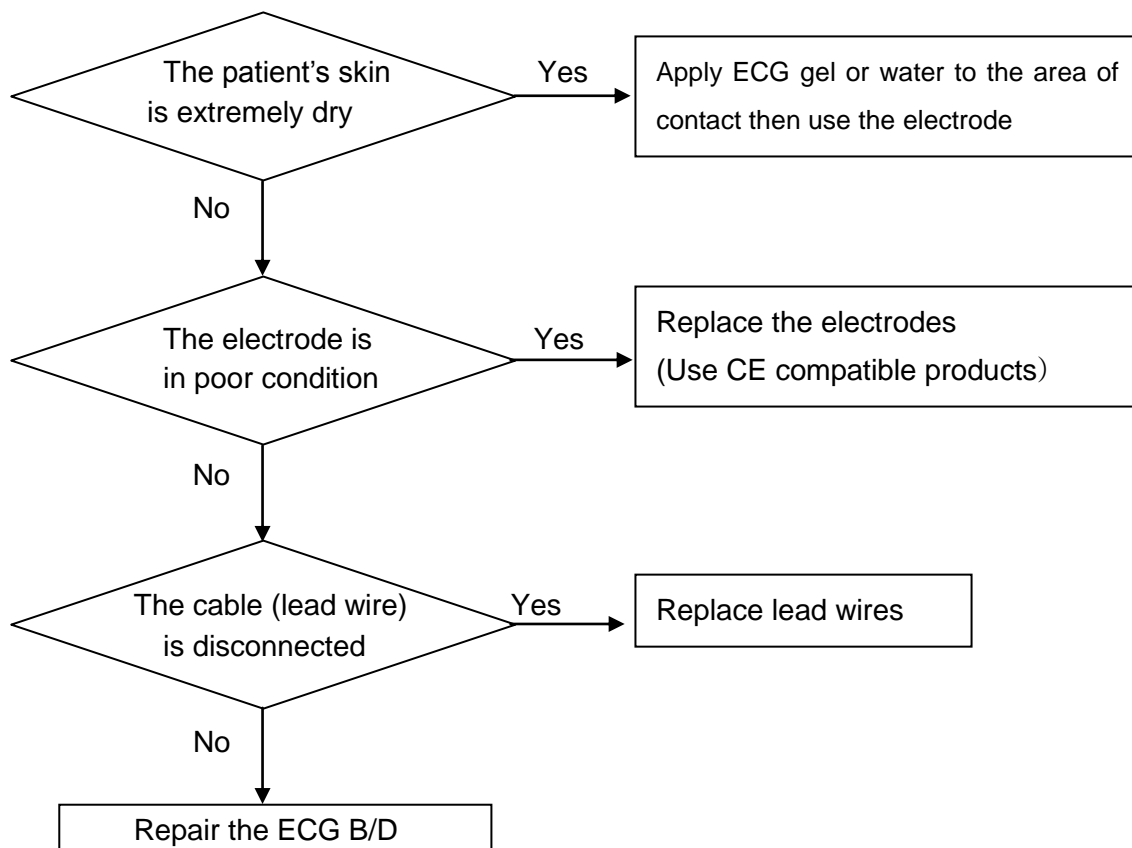 The patient’s skin
is extremely dry
Yes
Apply ECG gel or water to the area of
contact then use the electrode
No
The electrode is
in poor condition
Yes
Replace the electrodes
(Use CE compatible products）
No
The cable (lead wire)
is disconnected
Yes
Replace lead wires
No
Repair the ECG B/D